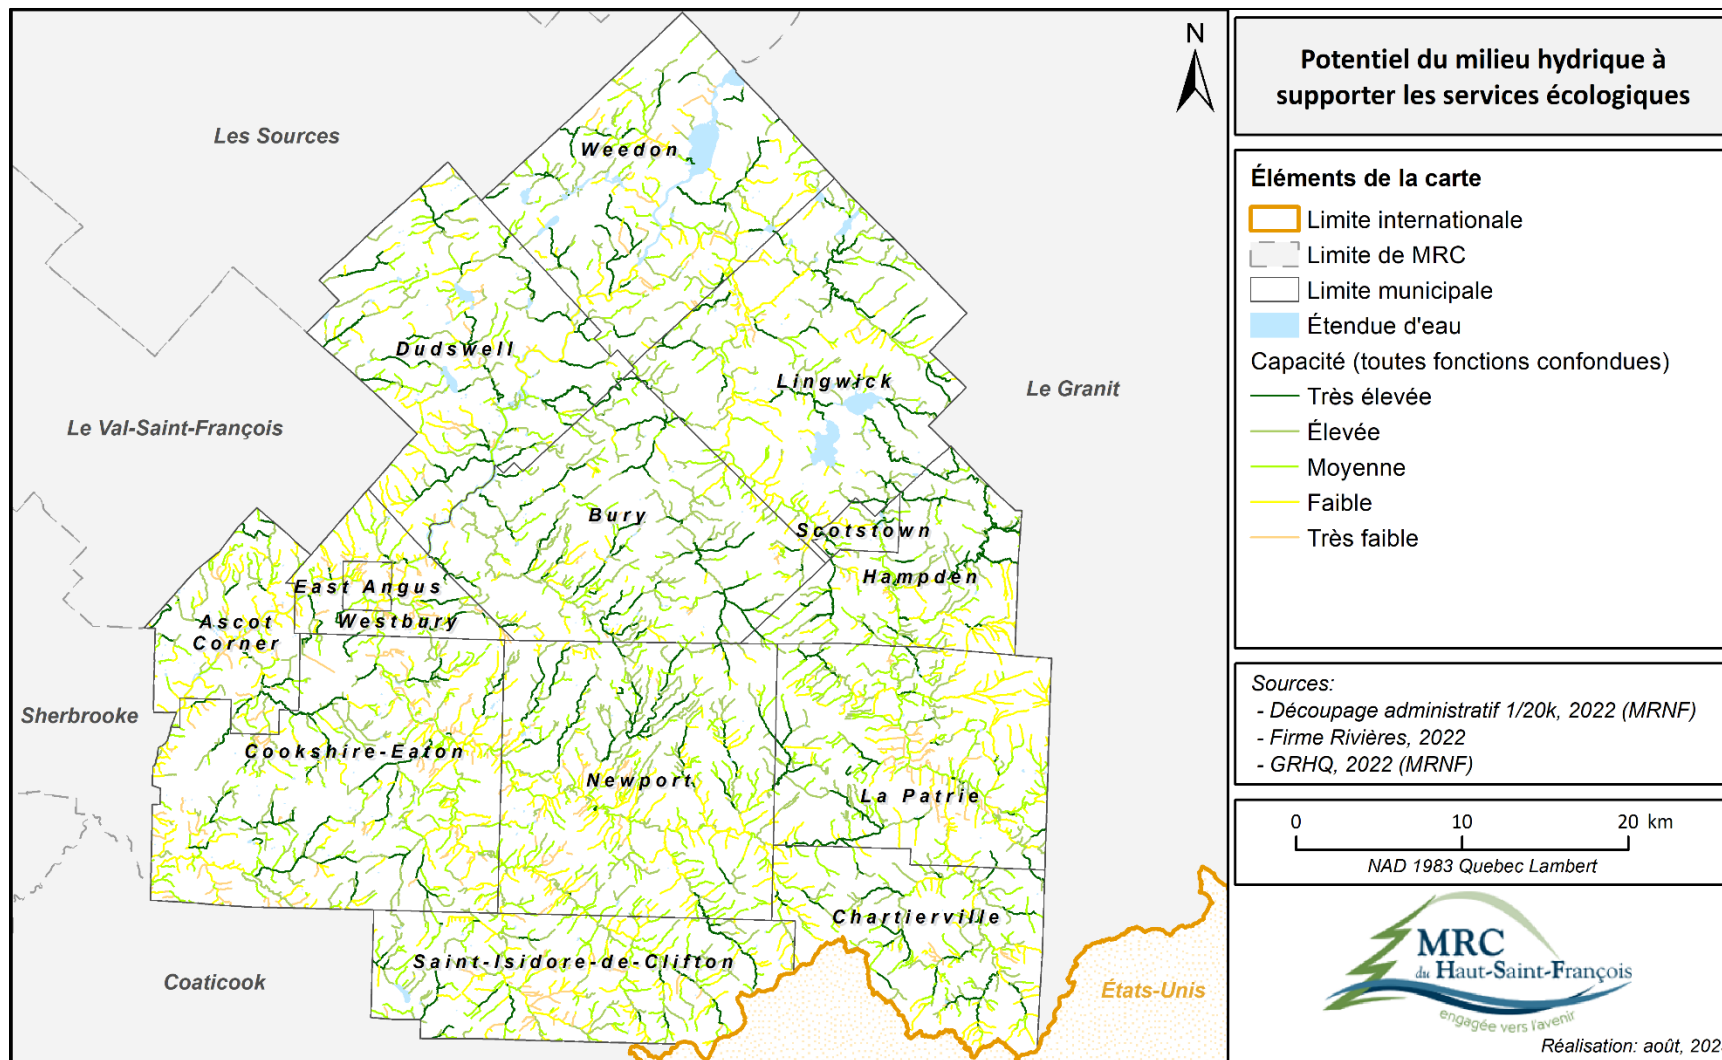 Potentiel du milieu hydrique à
supporter les services écologiques
Éléments de la carte
Limite internationale
Limite de MRC
Limite municipale
Étendue d'eau
Capacité (toutes fonctions confondues)
Très élevée
Élevée
Moyenne
Faible
Très faible
Sources:
- Découpage administratif 1/20k, 2022 (MRNF)
- Firme Rivières, 2022
- GRHQ, 2022 (MRNF)
0 10 20 km
NAD 1983 Quebec Lambert
MRC
du Haut-Saint-François
engagée vers l'avenir
Réalisation: août, 202
N
Les Sources
Weedon
Dudswell
Lingwick
Le Granit
Le Val-Saint-François
Bury
Scotstown
Hampden
East Angus
Westbury
Ascot
Corner
Sherbrooke
Cookshire-Eaton
Newport
La Patrie
Chartierville
Saint-Isidore-de-Clifton
Coaticook
États-Unis